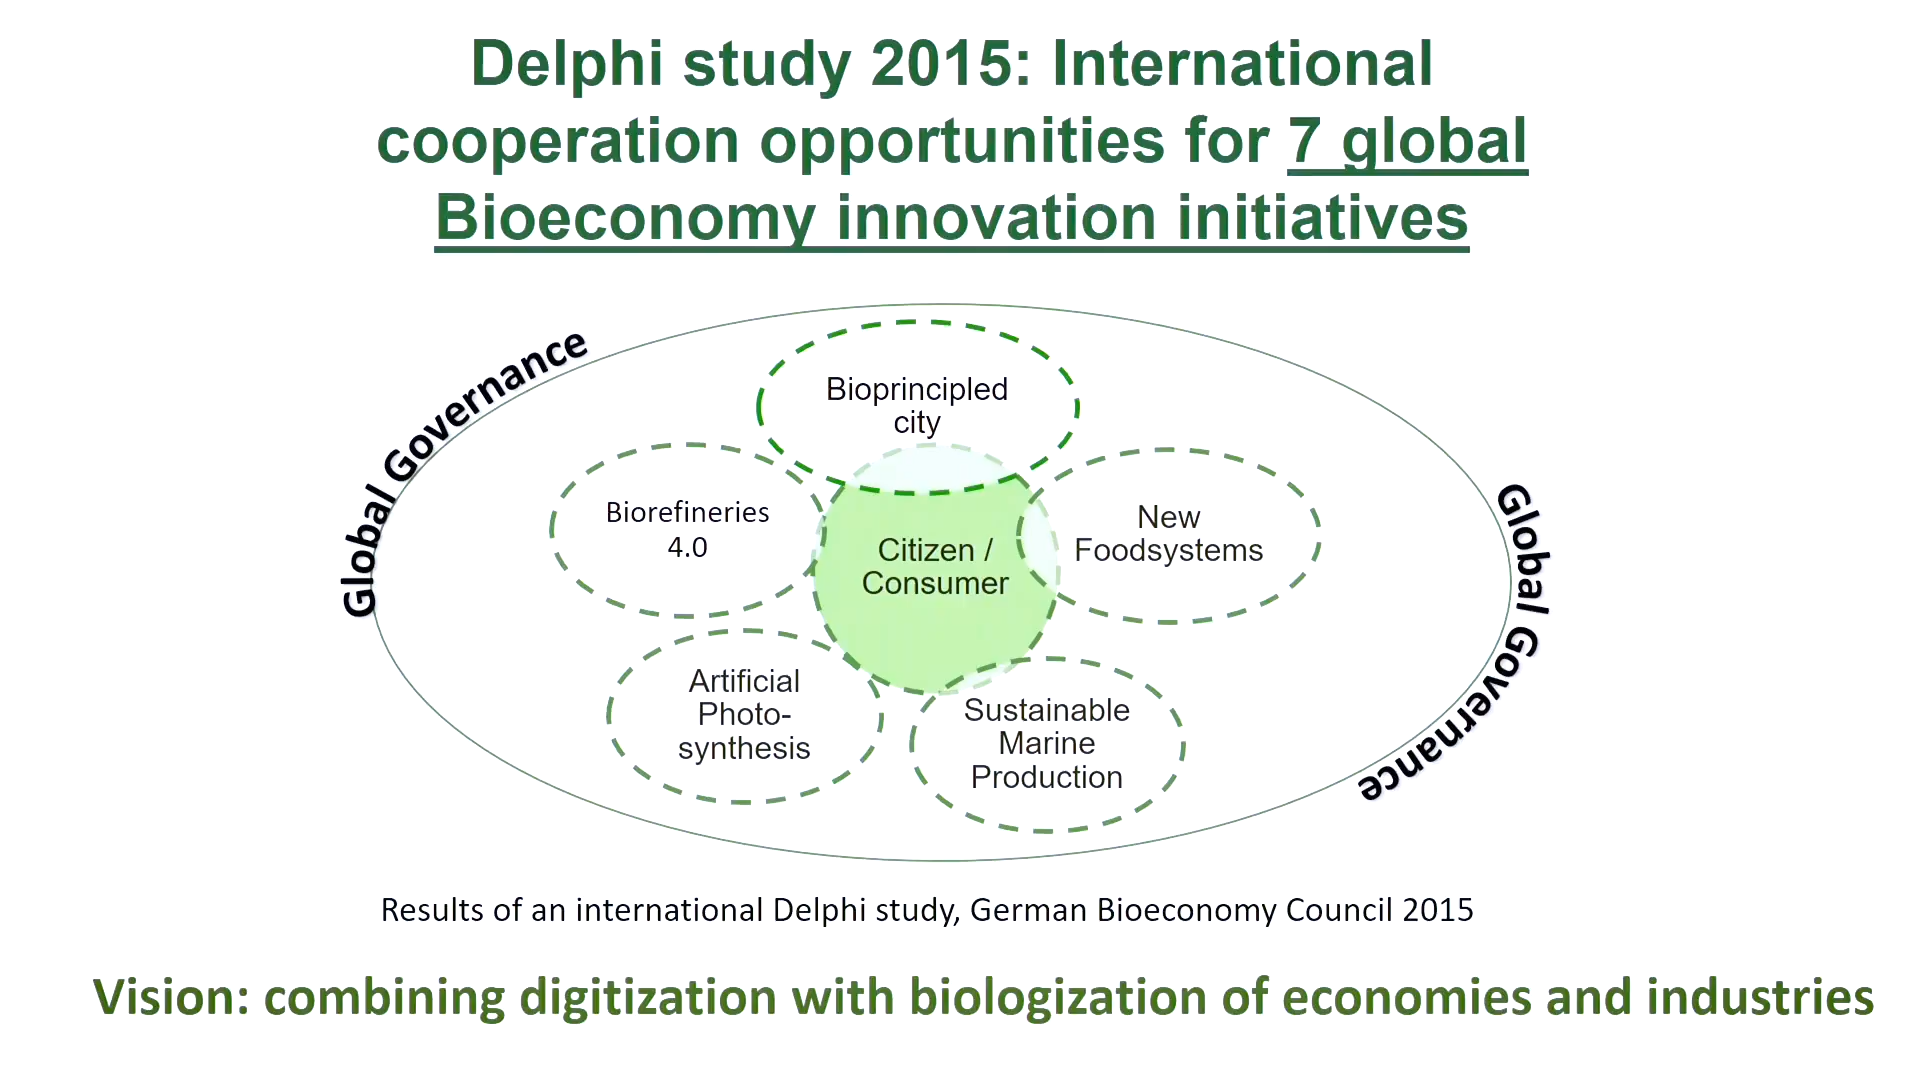 Delphi study 2015: International
cooperation opportunities for 7 global
Bioeconomy innovation initiatives
Global Governance
Bioprincipled
city
Biorefineries
4.0
Citizen /
Consumer
New
Foodsystems
Global Governance
Artificial
Photo-
synthesis
Sustainable
Marine
Production
Results of an international Delphi study, German Bioeconomy Council 2015
Vision: combining digitization with biologization of economies and industries